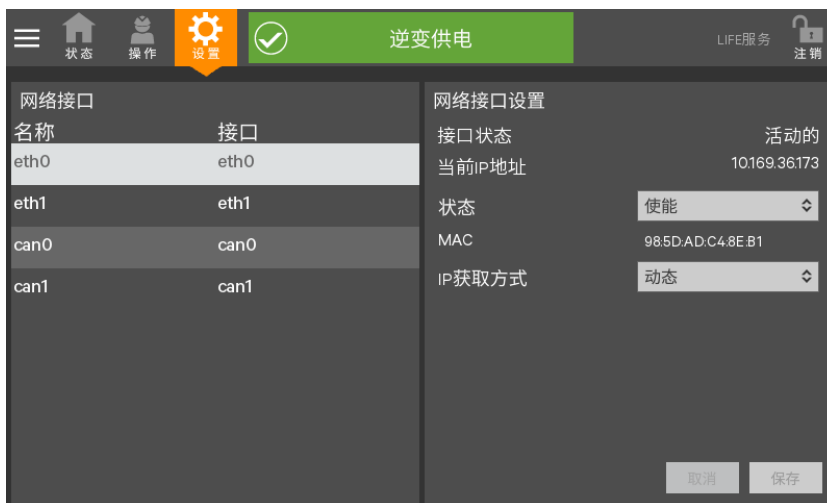 状态 操作 设置 逆变供电 LIFE服务 注销
网络接口
名称 接口
eth0 eth0
eth1 eth1
can0 can0
can1 can1
网络接口设置
接口状态 活动的
当前IP地址 10.169.36.173
状态 使能
MAC 98:5D:AD:C4:8E:B1
IP获取方式 动态
取消 保存